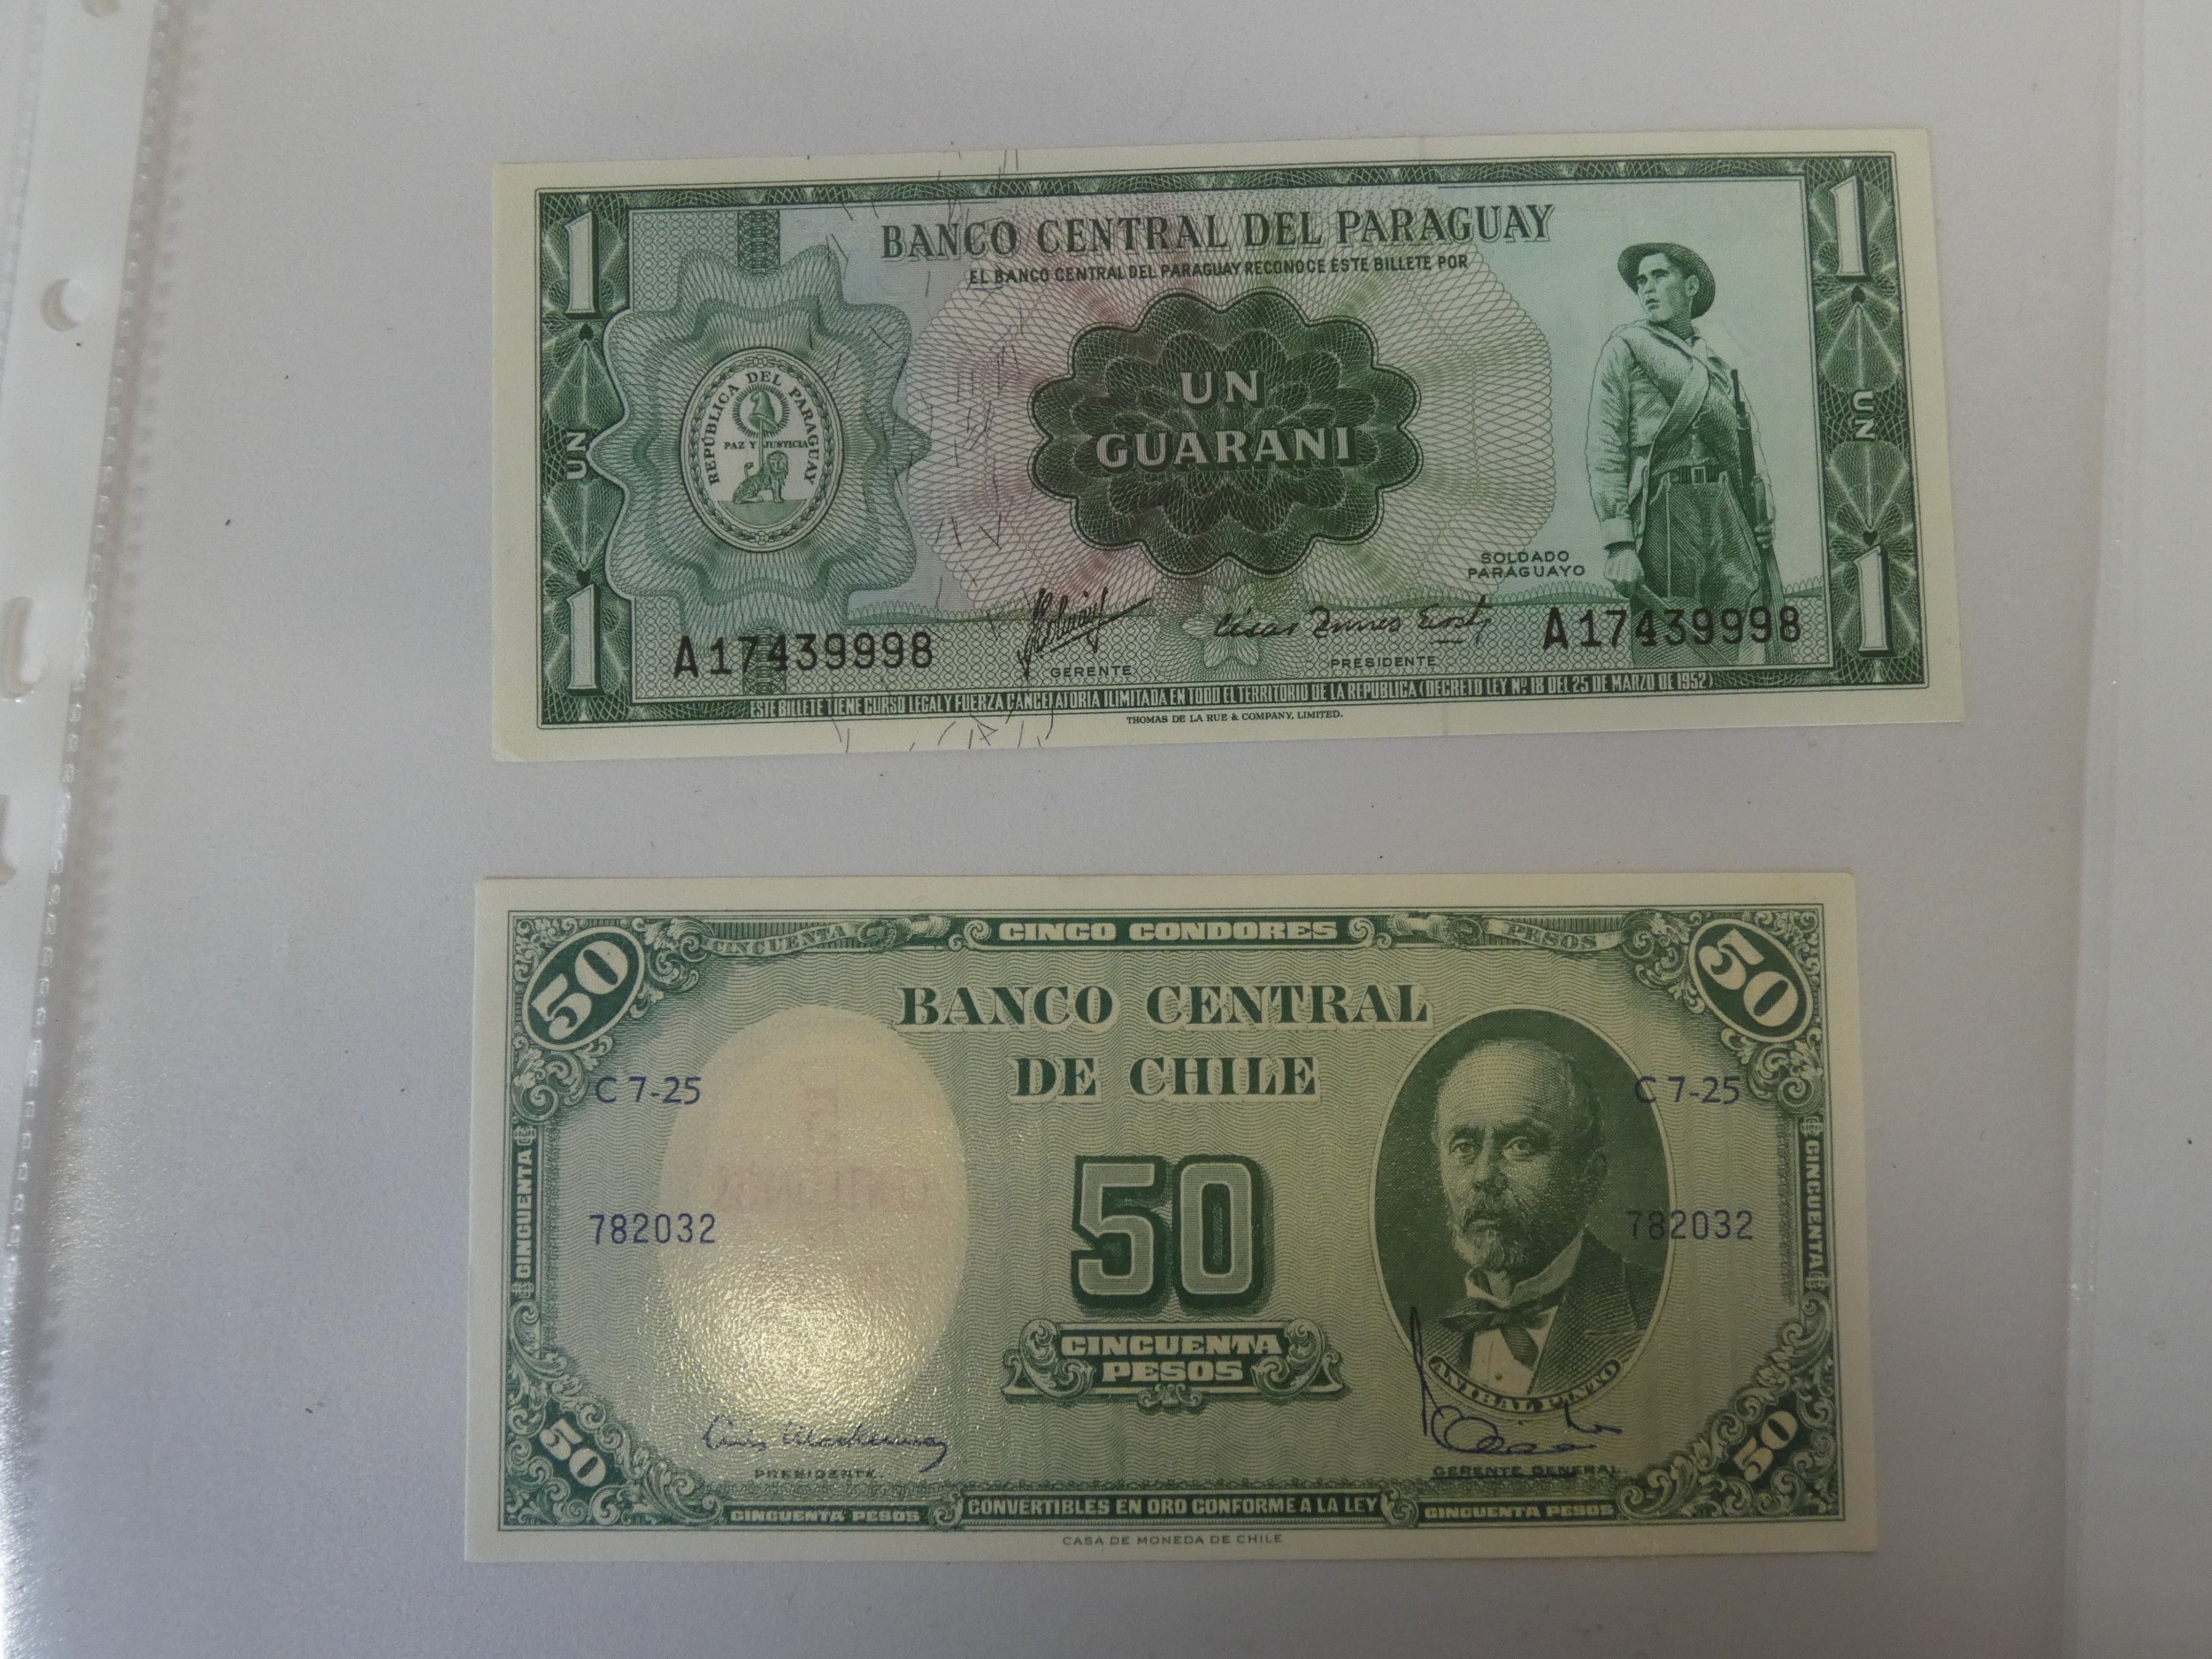 1
1
BANCO CENTRAL DEL PARAGUAY
EL BANCO CENTRAL DEL PARAGUAY RECONOCE ESTE BILLETE POR
REPÚBLICA DEL PARAGUAY
PAZ Y JUSTICIA
UN
GUARANI
UN
UN
SOLDADO
PARAGUAYO
A17439998
A17439998
GERENTE
PRESIDENTE
1
1
ESTE BILLETE TIENE CURSO LEGAL Y FUERZA CANCELATORIA ILIMITADA EN TODO EL TERRITORIO DE LA REPUBLICA (DECRETO LEY Nº 18 DEL 25 DE MARZO DE 1952)
THOMAS DE LA RUE & COMPANY, LIMITED.
50
CINCUENTA
CINCO CONDORES
PESOS
50
BANCO CENTRAL
DE CHILE
C 7-25
C 7-25
CINCUENTA
CINCUENTA
782032
782032
50
CINCUENTA
PESOS
ANIBAL PINTO
PRESIDENTE.
GERENTE GENERAL.
50
50
CINCUENTA PESOS
CONVERTIBLES EN ORO CONFORME A LA LEY
CINCUENTA PESOS
CASA DE MONEDA DE CHILE